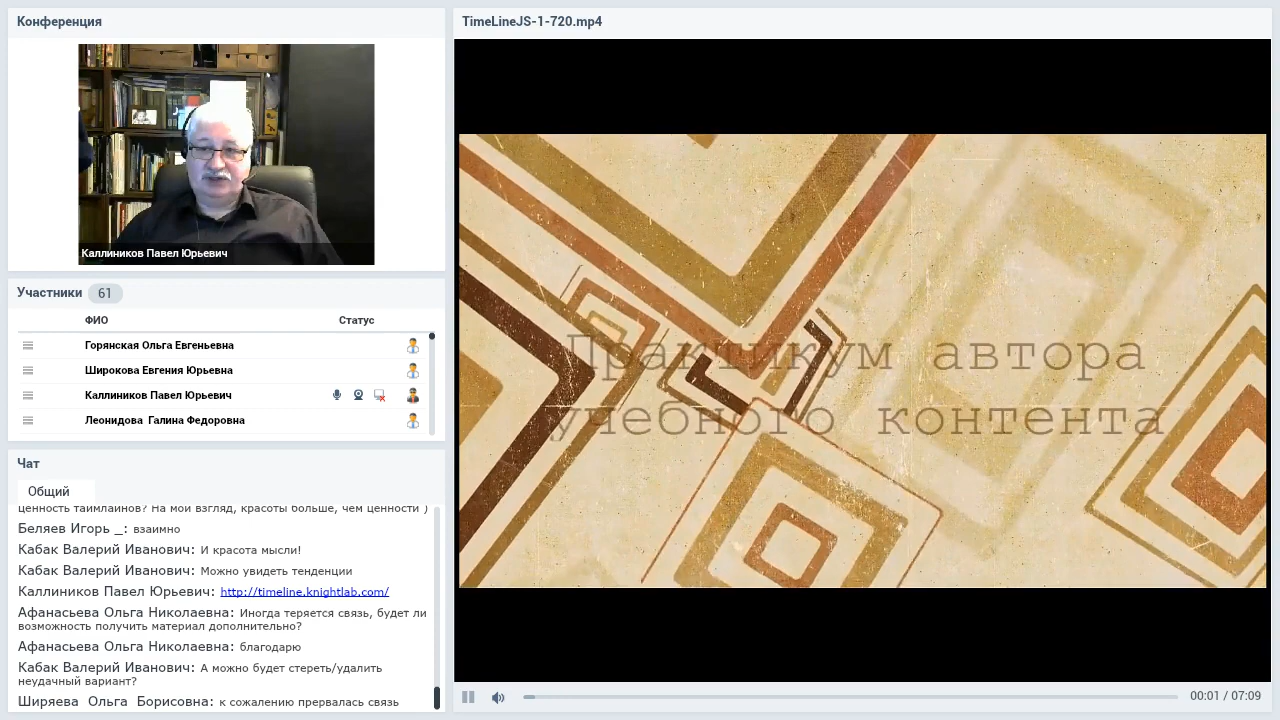 Конференция
Каллиников Павел Юрьевич
Участники 61
ФИО Статус
Горянская Ольга Евгеньевна
Широкова Евгения Юрьевна
Каллиников Павел Юрьевич
Леонидова Галина Федоровна
Чат
Общий
ценность таймлайнов? На мой взгляд, красоты больше, чем ценности )
Беляев Игорь _: взаимно
Кабак Валерий Иванович: И красота мысли!
Кабак Валерий Иванович: Можно увидеть тенденции
Каллиников Павел Юрьевич: http://timeline.knightlab.com/
Афанасьева Ольга Николаевна: Иногда теряется связь, будет ли
возможность получить материал дополнительно?
Афанасьева Ольга Николаевна: благодарю
Кабак Валерий Иванович: А можно будет стереть/удалить
неудачный вариант?
Ширяева Ольга Борисовна: к сожалению прервалась связь
TimeLineJS-1-720.mp4
Практикум автора
учебного контента
00:01 / 07:09